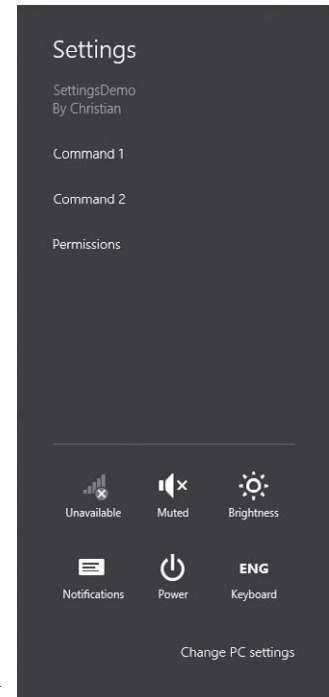 Settings
SettingsDemo
By Christian
Command 1
Command 2
Permissions
Unavailable Muted Brightness
ENG
Notifications Power Keyboard
Change PC settings